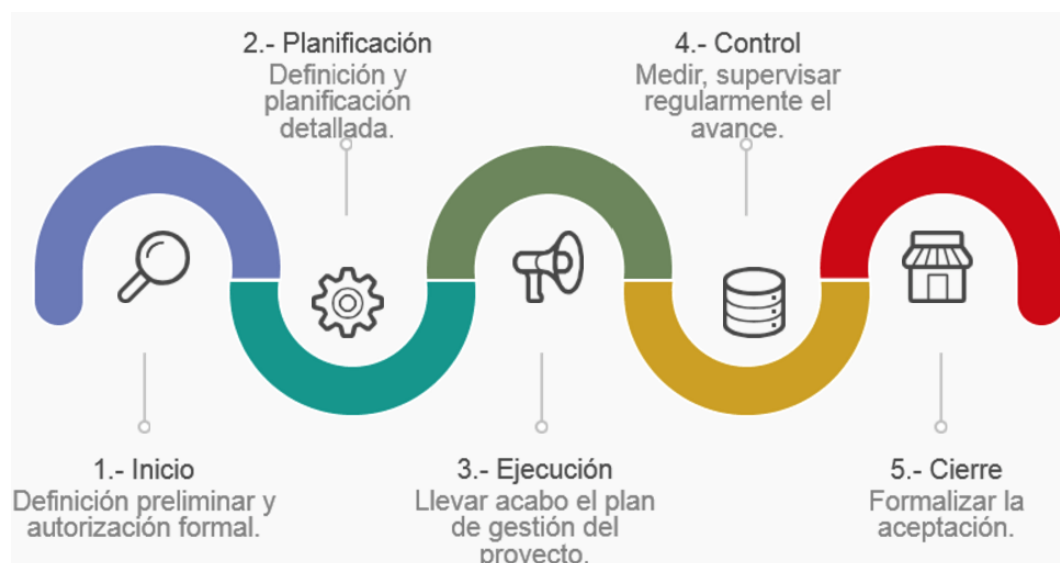 2.- Planificación
Definición y
planificación
detallada.
4.- Control
Medir, supervisar
regularmente el
avance.
1.- Inicio
Definición preliminar y
autorización formal.
3.- Ejecución
Llevar acabo el plan
de gestión del
proyecto.
5.- Cierre
Formalizar la
aceptación.